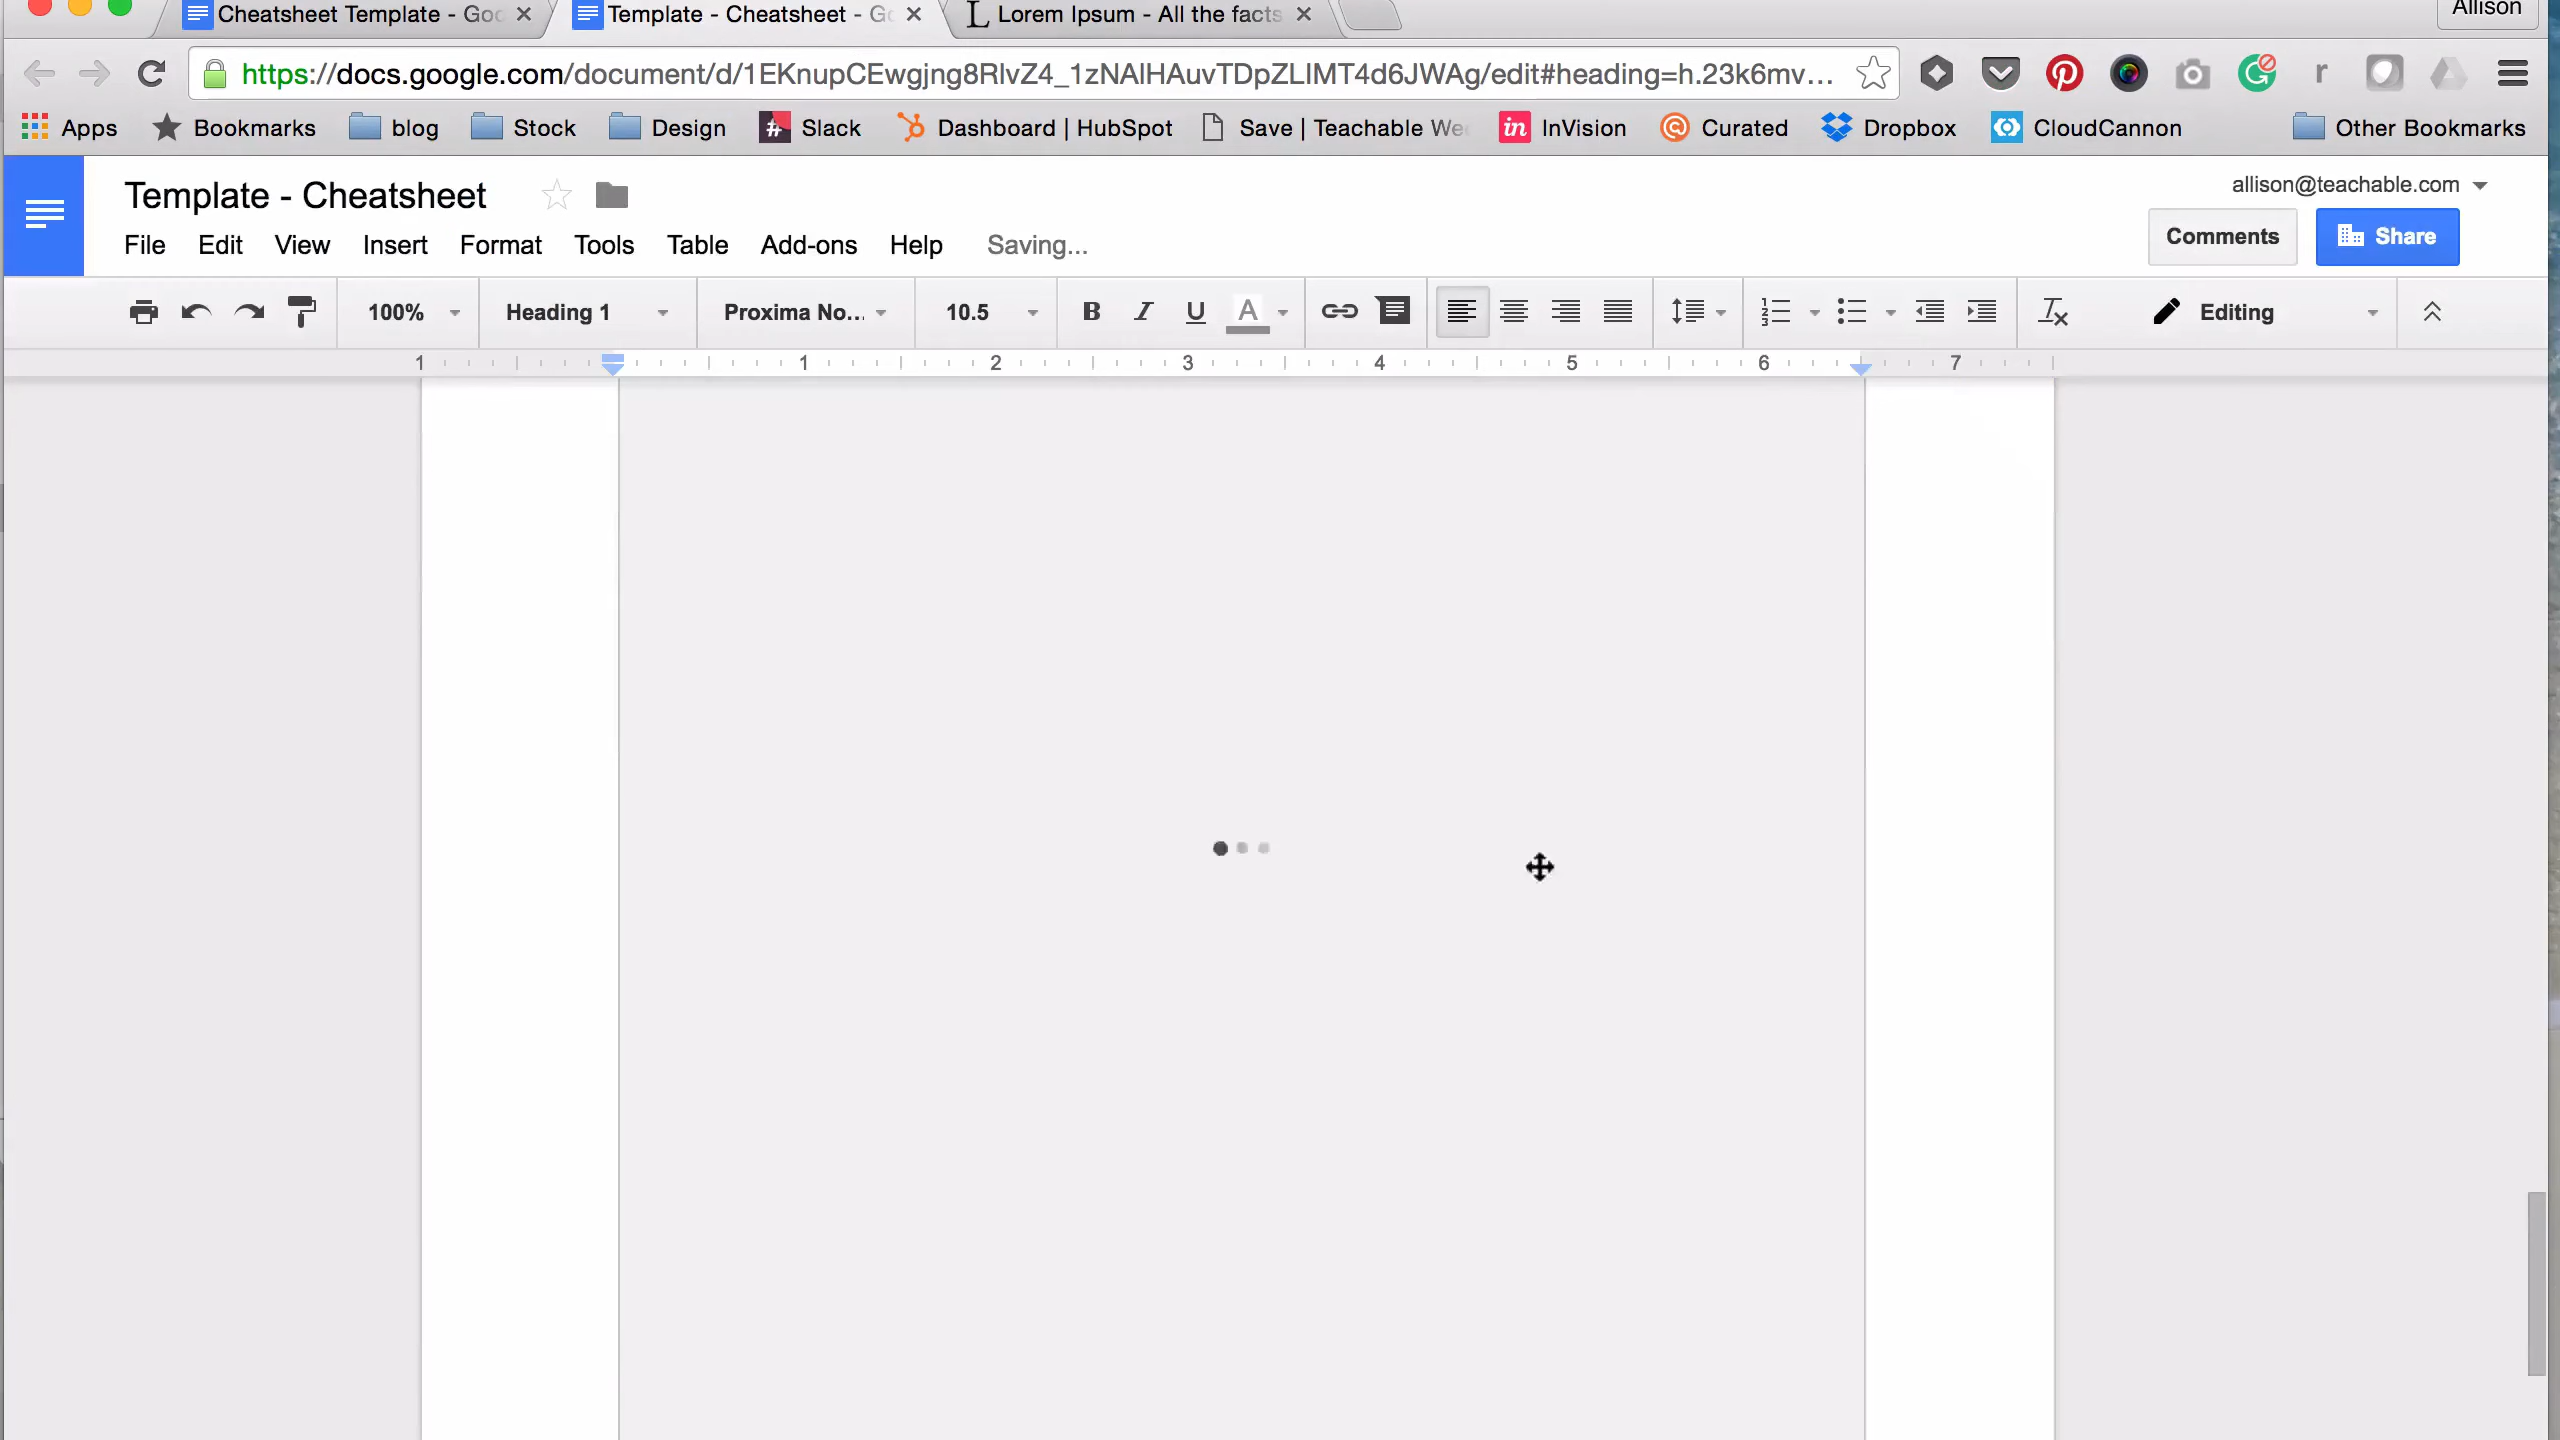 Cheatsheet Template - Goo
Template - Cheatsheet - Go
Lorem Ipsum - All the facts
Allison
https://docs.google.com/document/d/1EKnupCEwgjng8RlvZ4_1zNAlHAuvTDpZLIMT4d6JWAg/edit#heading=h.23k6mv...
Apps Bookmarks blog Stock Design Slack Dashboard | HubSpot Save | Teachable We InVision Curated Dropbox CloudCannon Other Bookmarks
Template - Cheatsheet
allison@teachable.com
File Edit View Insert Format Tools Table Add-ons Help Saving...
Comments Share
100% Heading 1 Proxima No... 10.5 B I U A Editing
1 1 2 3 4 5 6 7